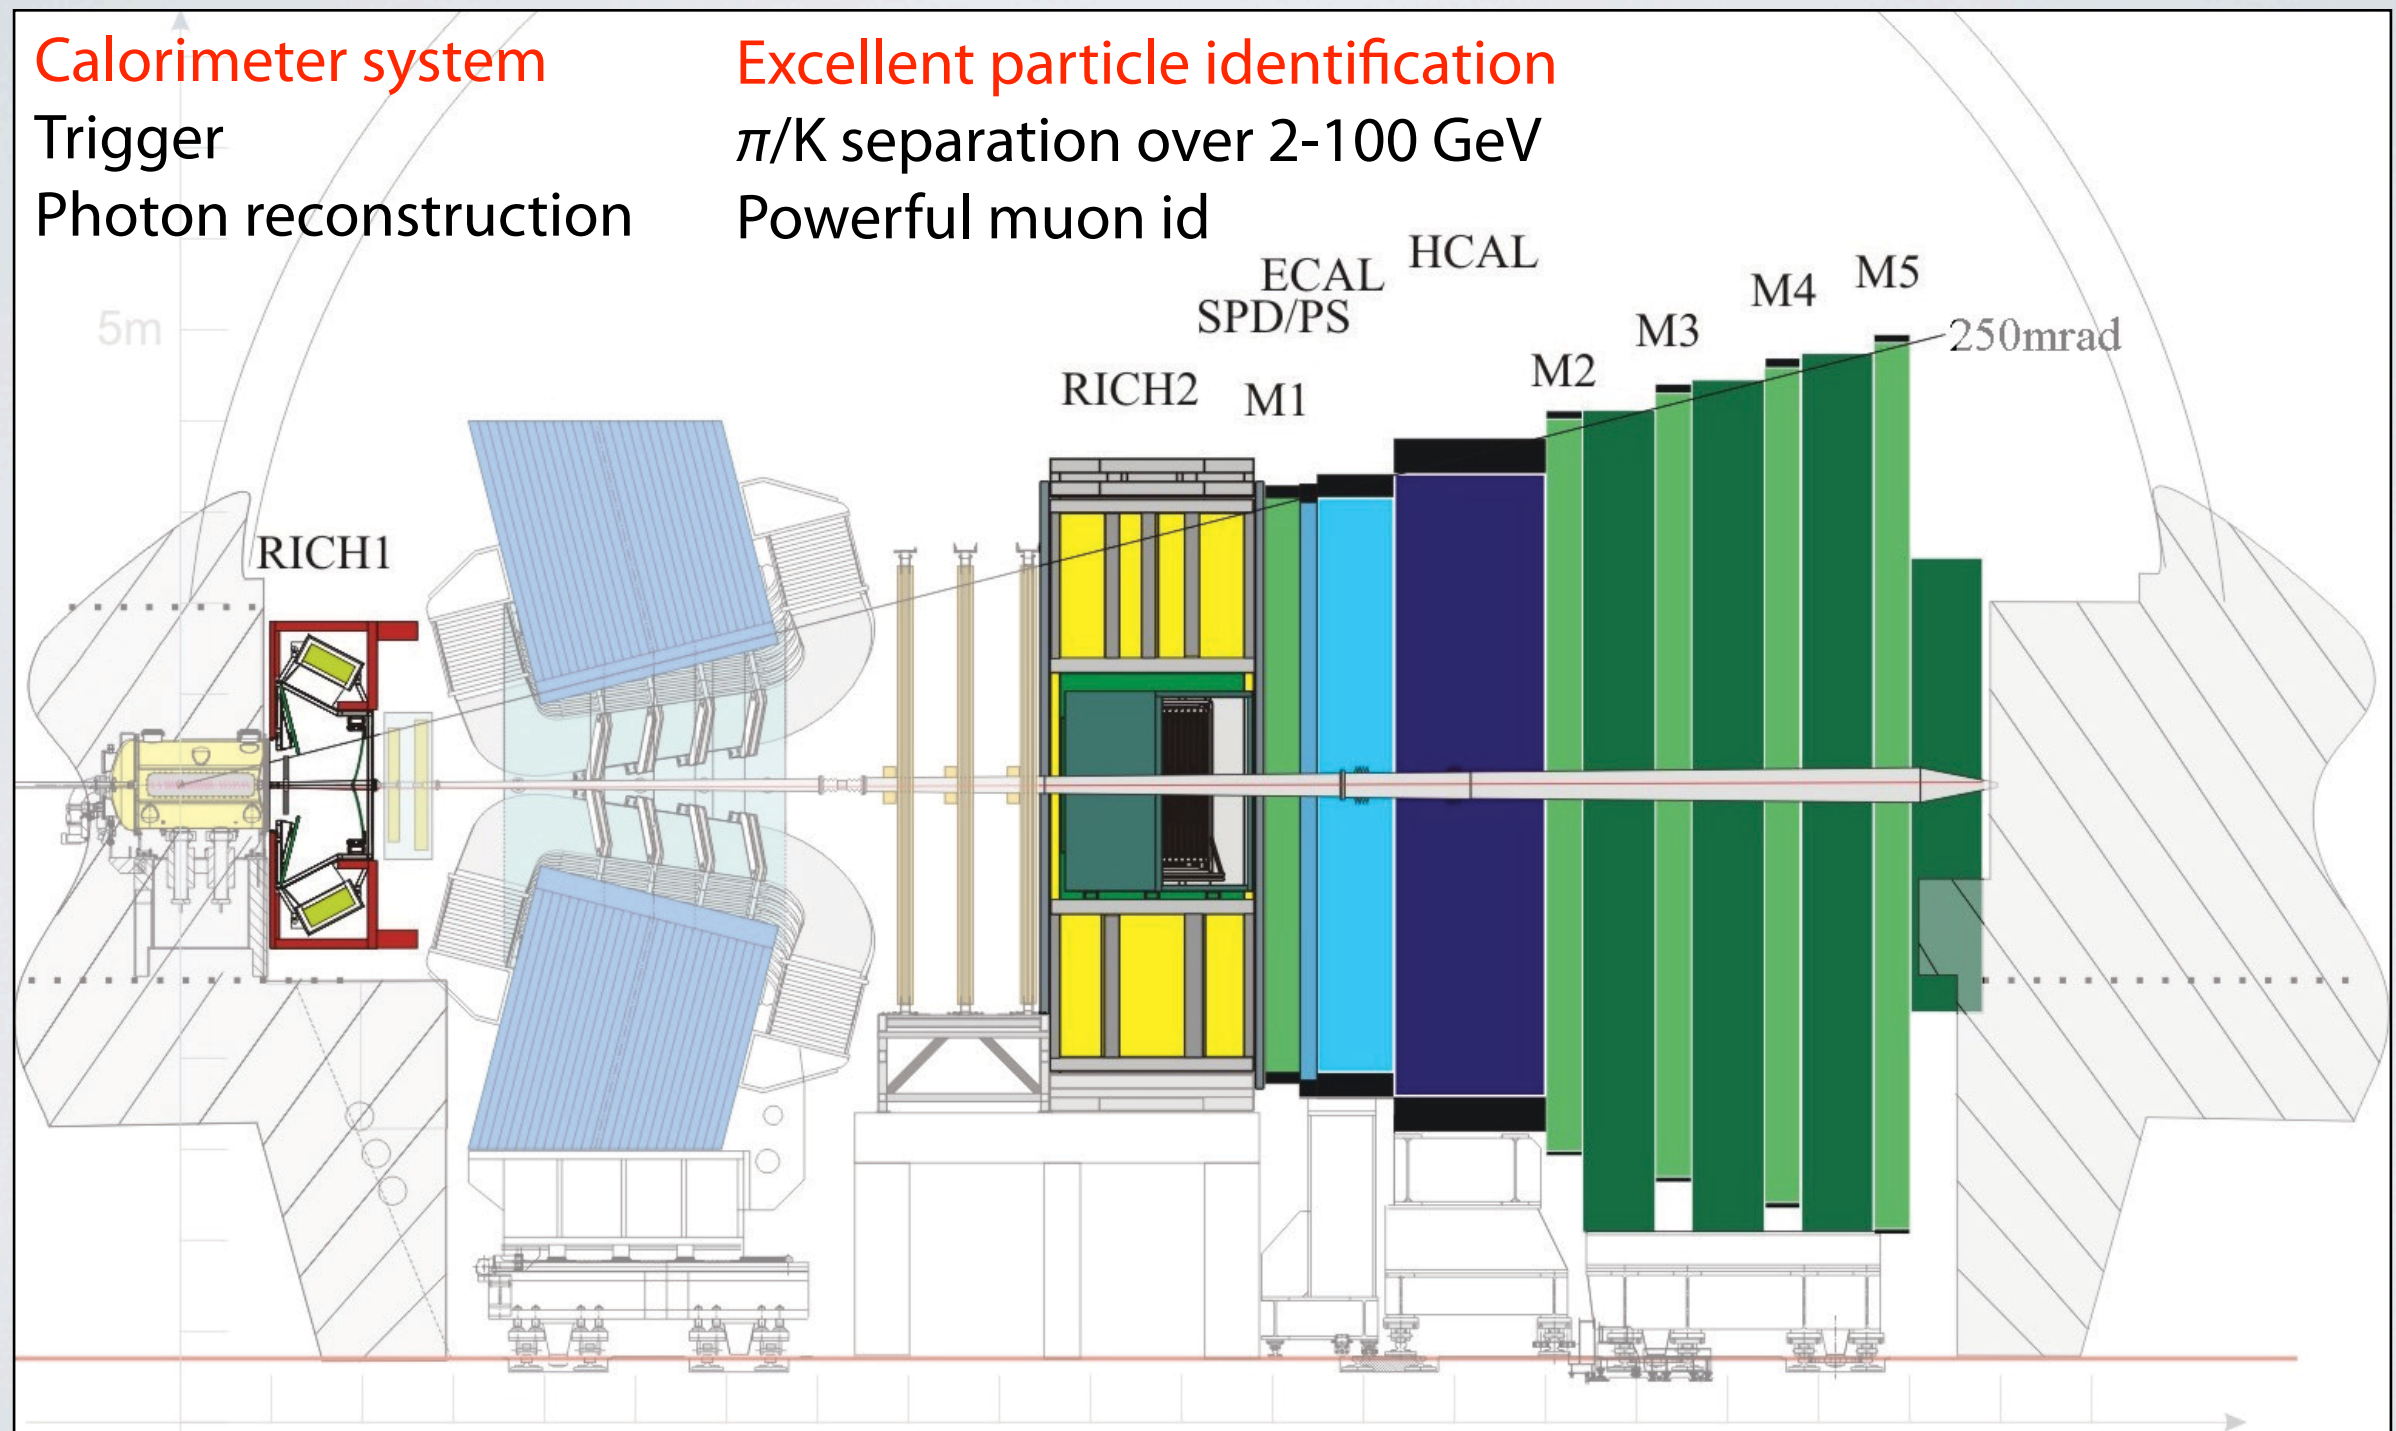 Calorimeter system
Trigger
Photon reconstruction
Excellent particle identification
π/K separation over 2-100 GeV
Powerful muon id
HCAL
ECAL
SPD/PS
M5
M4
M3
M2
250mrad
5m
RICH2
M1
RICH1